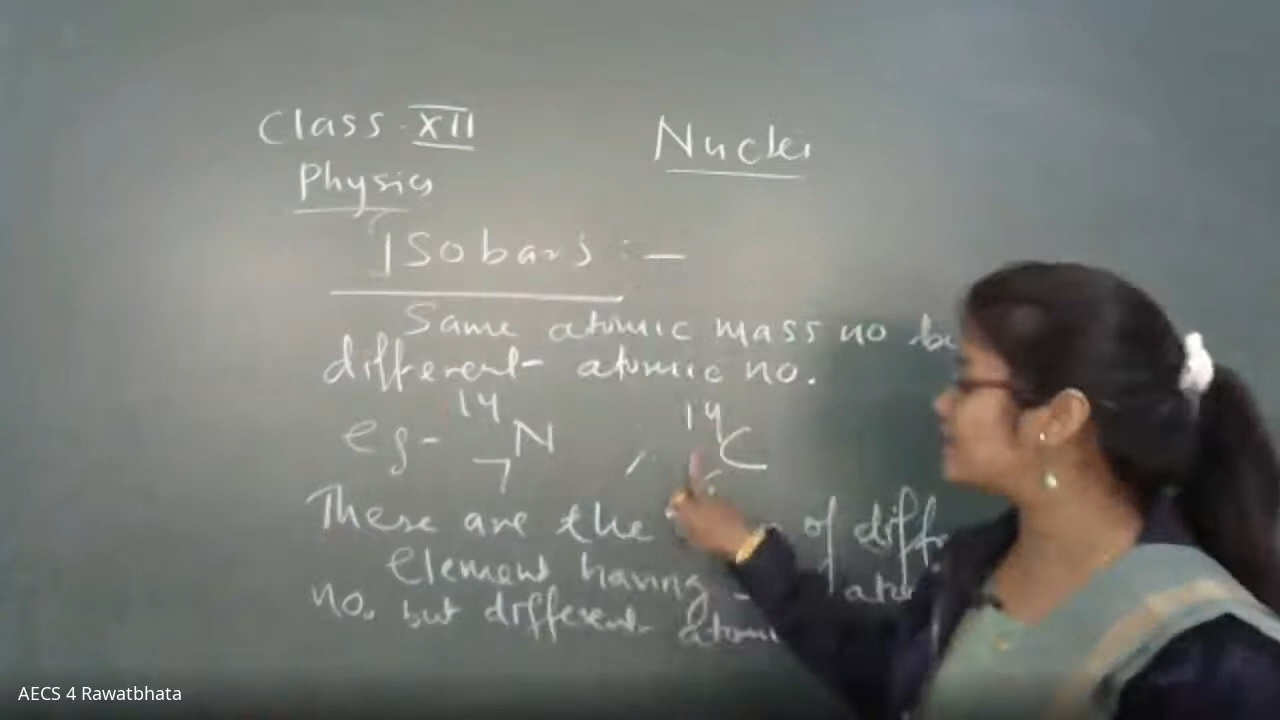 Class XII
Nuclei
Physics
Isobars :-
Same atomic mass no
different atomic no.
eg- 14 7 N , 14 C
These are the of
Element having
no. but different
AECS 4 Rawatbhata